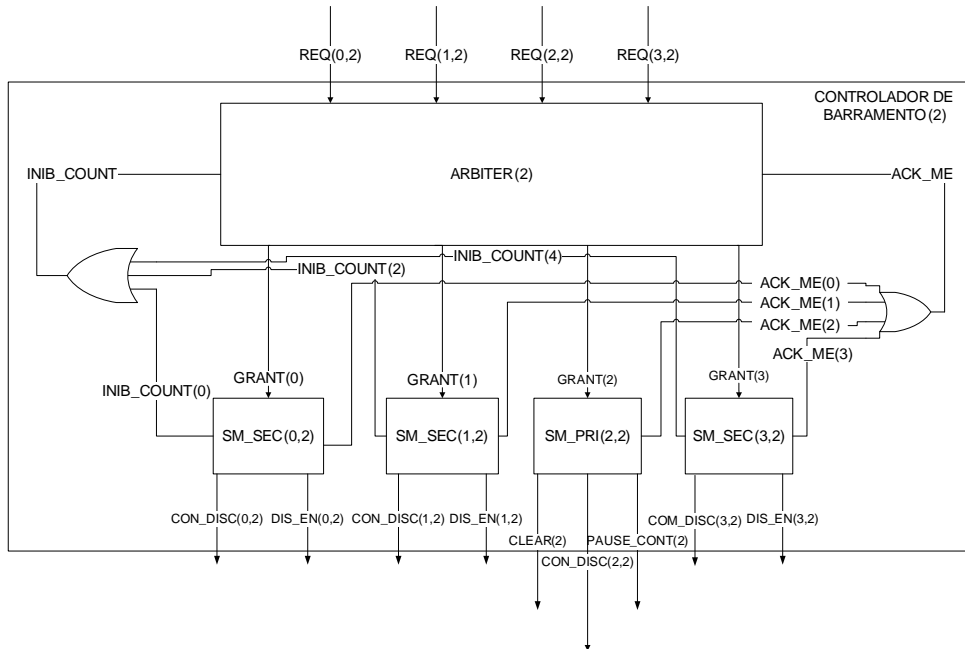 REQ(0,2)
REQ(1,2)
REQ(2,2)
REQ(3,2)
CONTROLADOR DE
BARRAMENTO(2)
INIB_COUNT
ARBITER(2)
ACK_ME
INIB_COUNT(4)
INIB_COUNT(2)
ACK_ME(0)
ACK_ME(1)
ACK_ME(2)
ACK_ME(3)
INIB_COUNT(0)
GRANT(0)
GRANT(1)
GRANT(2)
GRANT(3)
SM_SEC(0,2)
SM_SEC(1,2)
SM_PRI(2,2)
SM_SEC(3,2)
CON_DISC(0,2)
DIS_EN(0,2)
CON_DISC(1,2)
DIS_EN(1,2)
COM_DISC(3,2)
DIS_EN(3,2)
CLEAR(2)
PAUSE_CONT(2)
CON_DISC(2,2)